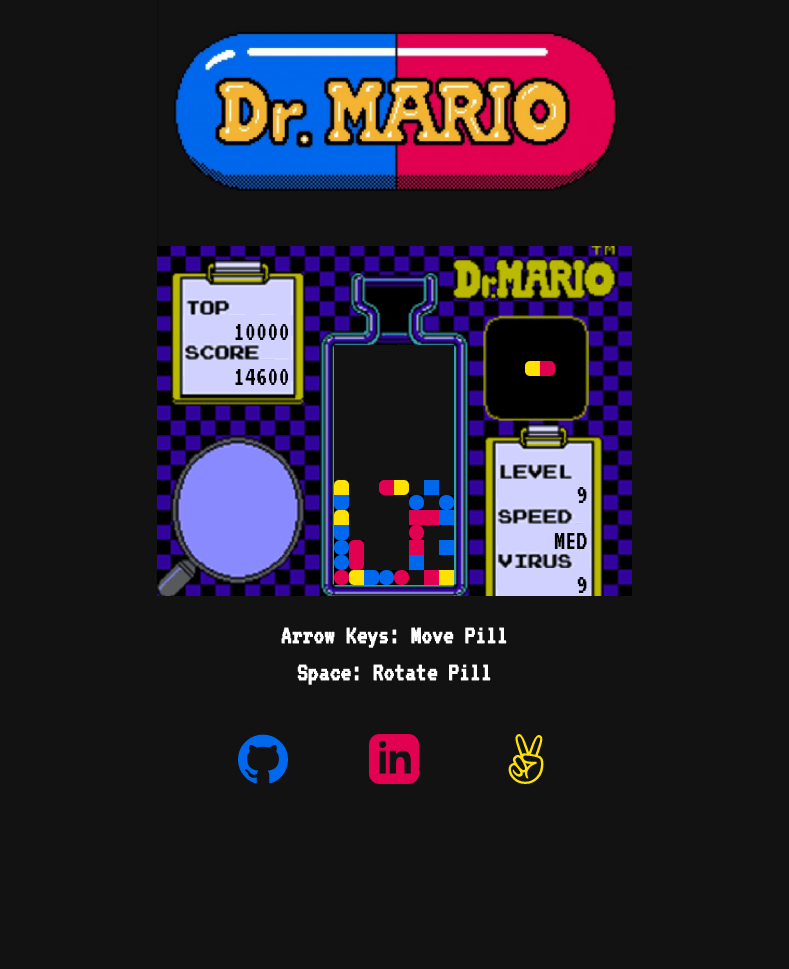 Dr. MARIO
TM
Dr. MARIO
TOP
10000
SCORE
14600
LEVEL
9
SPEED
MED
VIRUS
9
Arrow Keys: Move Pill
Space: Rotate Pill
in